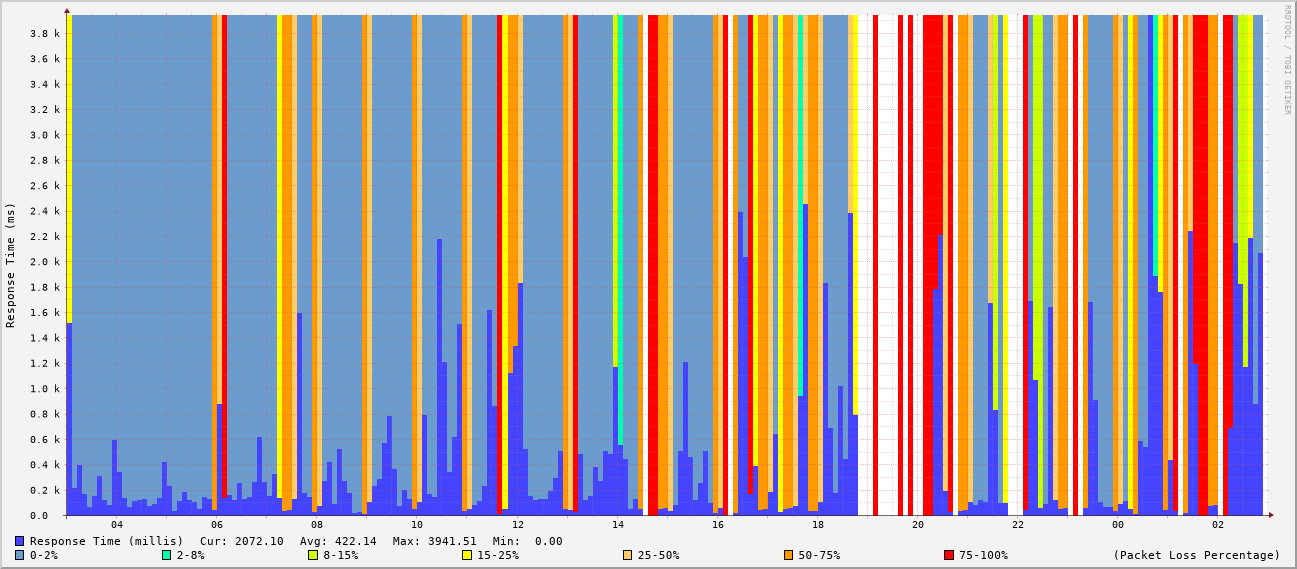 RRDTOOL / TOBI OETIKER
Response Time (ms)
3.8 k
3.6 k
3.4 k
3.2 k
3.0 k
2.8 k
2.6 k
2.4 k
2.2 k
2.0 k
1.8 k
1.6 k
1.4 k
1.2 k
1.0 k
0.8 k
0.6 k
0.4 k
0.2 k
0.0
04 06 08 10 12 14 16 18 20 22 00 02
Response Time (millis) Cur: 2072.10 Avg: 422.14 Max: 3941.51 Min: 0.00
0-2% 2-8% 8-15% 15-25% 25-50% 50-75% 75-100% (Packet Loss Percentage)